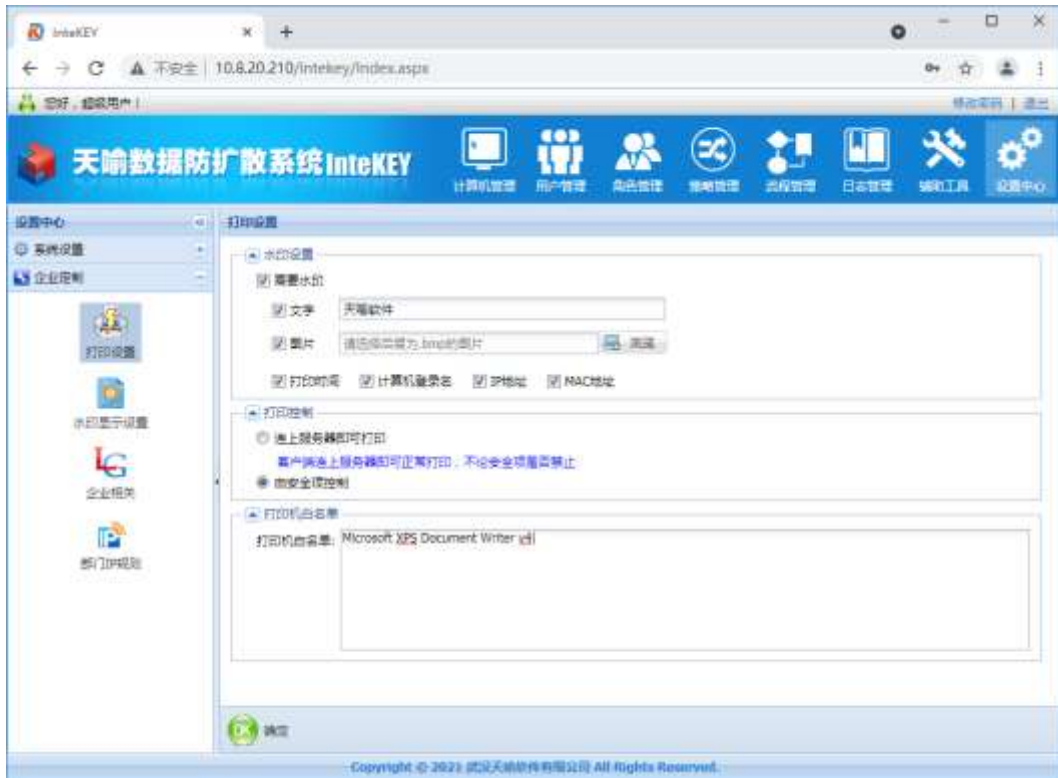 InteKEY
不安全 | 10.8.20.210/intekey/Index.aspx
您好，超级用户！
修改密码 | 退出
天喻数据防扩散系统InteKEY
计算机管理 用户管理 角色管理 策略管理 流程管理 日志管理 辅助工具 设置中心
设置中心
系统设置
企业定制
打印设置
水印显示设置
LG
企业相关
部门IP规则
打印设置
水印设置
需要水印
文字 天喻软件
图片 请选择后缀为.bmp的图片
打印时间 计算机登录名 IP地址 MAC地址
打印控制
连上服务器即可打印
客户端连上服务器即可正常打印，不论安全项是否禁止
由安全项控制
打印机白名单
打印机白名单: Microsoft XPS Document Writer v4
OK 确定
Copyright © 2021 武汉天喻软件有限公司 All Rights Reserved.